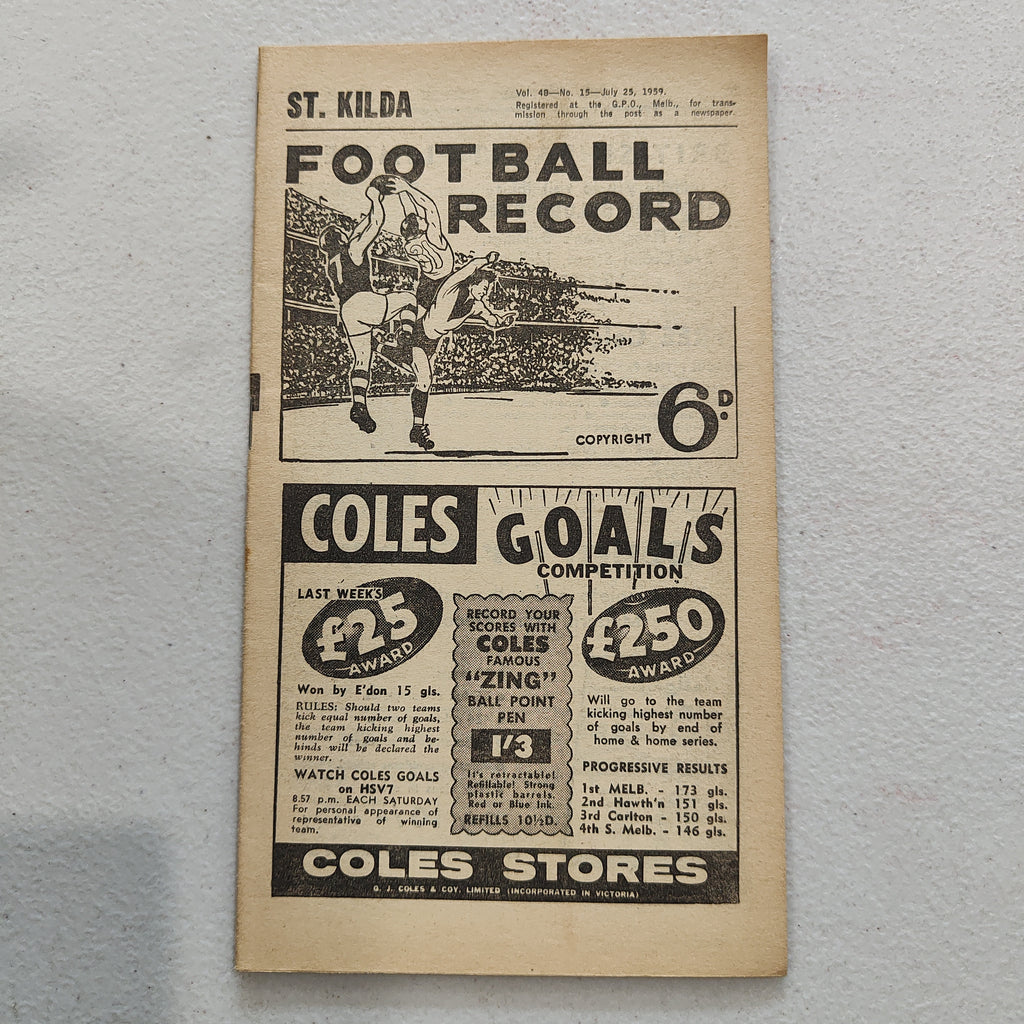 ST. KILDA
Vol. 48—No. 15—July 25, 1959.
Registered at the G.P.O., Melb., for trans-
mission through the post as a newspaper.
FOOTBALL
RECORD
7
COPYRIGHT 6D.
COLES GOALS
COMPETITION
LAST WEEK'S
£25
AWARD
Won by E'don 15 gls.
RULES: Should two teams
kick equal number of goals,
the team kicking highest
number of goals and be-
hinds will be declared the
winner.
WATCH COLES GOALS
on HSV7
8.57 p.m. EACH SATURDAY
For personal appearance of
representative of winning
team.
RECORD YOUR
SCORES WITH
COLES
FAMOUS
"ZING"
BALL POINT
PEN
1/3
It's retractable!
Refillable! Strong
plastic barrels.
Red or Blue Ink.
REFILLS 10½D.
£250
AWARD
Will go to the team
kicking highest number
of goals by end of
home & home series.
PROGRESSIVE RESULTS
1st MELB. - 173 gls.
2nd Hawth'n 151 gls.
3rd Carlton - 150 gls.
4th S. Melb. - 146 gls.
COLES STORES
G. J. COLES & COY. LIMITED (INCORPORATED IN VICTORIA)